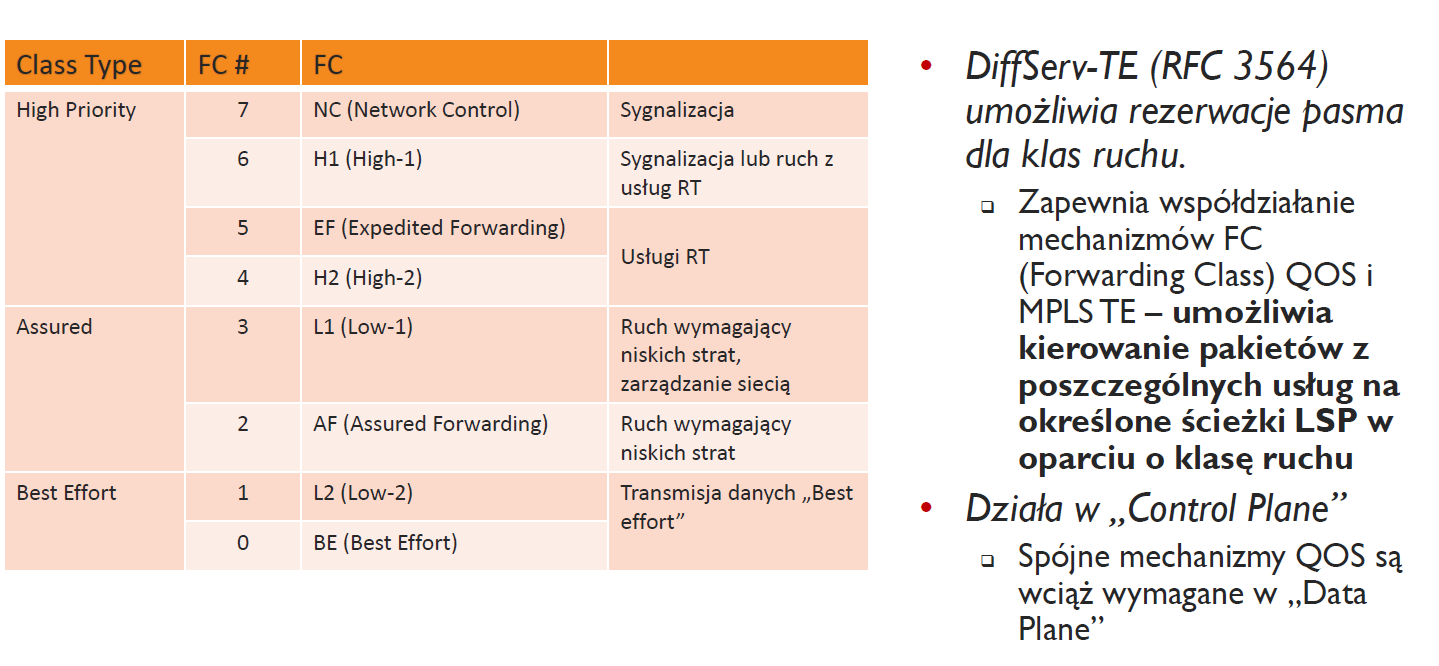 Class Type FC # FC
High Priority 7 NC (Network Control) Sygnalizacja
6 H1 (High-1) Sygnalizacja lub ruch z
usług RT
5 EF (Expedited Forwarding)
Usługi RT
4 H2 (High-2)
Assured 3 L1 (Low-1) Ruch wymagający
niskich strat,
zarządzanie siecią
2 AF (Assured Forwarding) Ruch wymagający
niskich strat
Best Effort 1 L2 (Low-2) Transmisja danych „Best
effort”
0 BE (Best Effort)
• DiffServ-TE (RFC 3564)
umożliwia rezerwacje pasma
dla klas ruchu.
❑ Zapewnia współdziałanie
mechanizmów FC
(Forwarding Class) QOS i
MPLS TE – umożliwia
kierowanie pakietów z
poszczególnych usług na
określone ścieżki LSP w
oparciu o klasę ruchu
• Działa w „Control Plane”
❑ Spójne mechanizmy QOS są
wciąż wymagane w „Data
Plane”